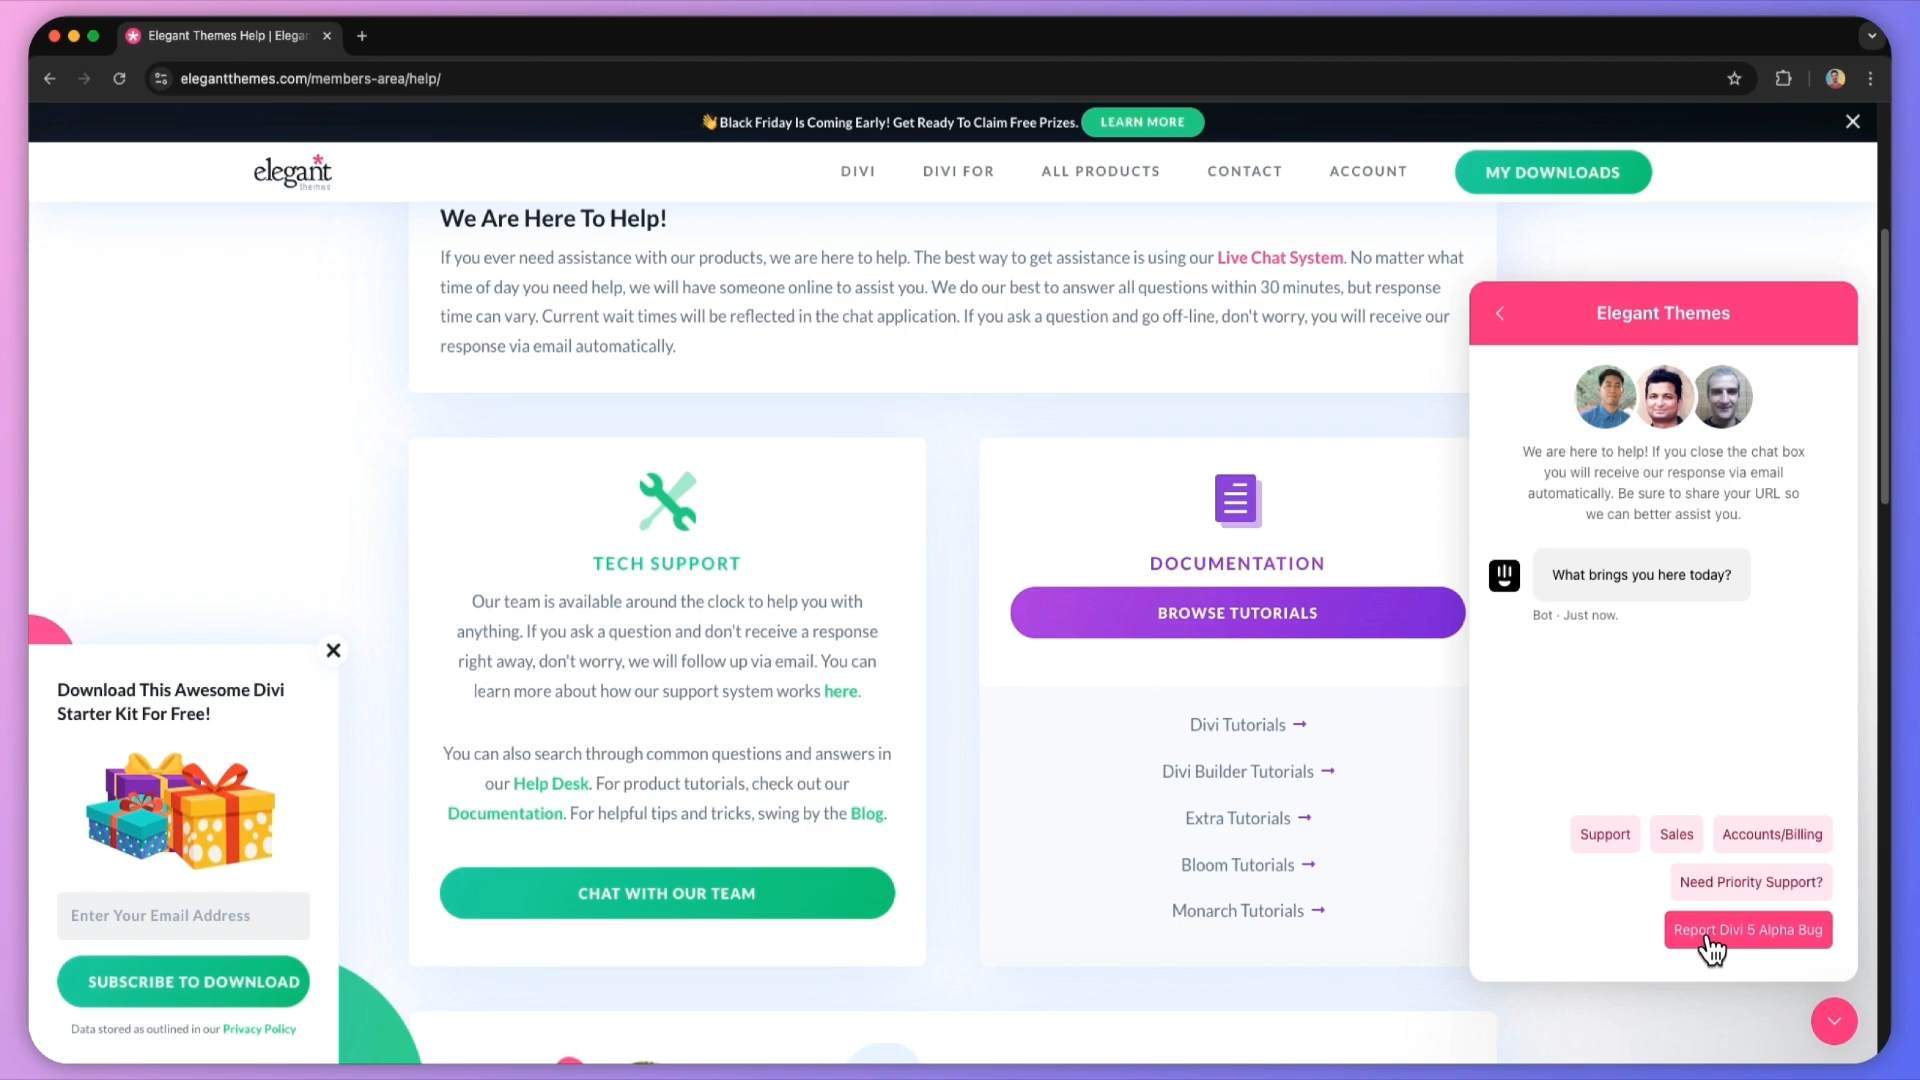 Elegant Themes Help | Elegan
elegantthemes.com/members-area/help/
👋 Black Friday Is Coming Early! Get Ready To Claim Free Prizes. LEARN MORE
elegant themes
DIVI
DIVI FOR
ALL PRODUCTS
CONTACT
ACCOUNT
MY DOWNLOADS
We Are Here To Help!
If you ever need assistance with our products, we are here to help. The best way to get assistance is using our Live Chat System. No matter what
time of day you need help, we will have someone online to assist you. We do our best to answer all questions within 30 minutes, but response
time can vary. Current wait times will be reflected in the chat application. If you ask a question and go off-line, don't worry, you will receive our
response via email automatically.
TECH SUPPORT
Our team is available around the clock to help you with
anything. If you ask a question and don't receive a response
right away, don't worry, we will follow up via email. You can
learn more about how our support system works here.
You can also search through common questions and answers in
our Help Desk. For product tutorials, check out our
Documentation. For helpful tips and tricks, swing by the Blog.
CHAT WITH OUR TEAM
DOCUMENTATION
BROWSE TUTORIALS
Divi Tutorials →
Divi Builder Tutorials →
Extra Tutorials →
Bloom Tutorials →
Monarch Tutorials →
Download This Awesome Divi
Starter Kit For Free!
Enter Your Email Address
SUBSCRIBE TO DOWNLOAD
Data stored as outlined in our Privacy Policy
Elegant Themes
We are here to help! If you close the chat box
you will receive our response via email
automatically. Be sure to share your URL so
we can better assist you.
What brings you here today?
Bot · Just now.
Support
Sales
Accounts/Billing
Need Priority Support?
Report Divi 5 Alpha Bug